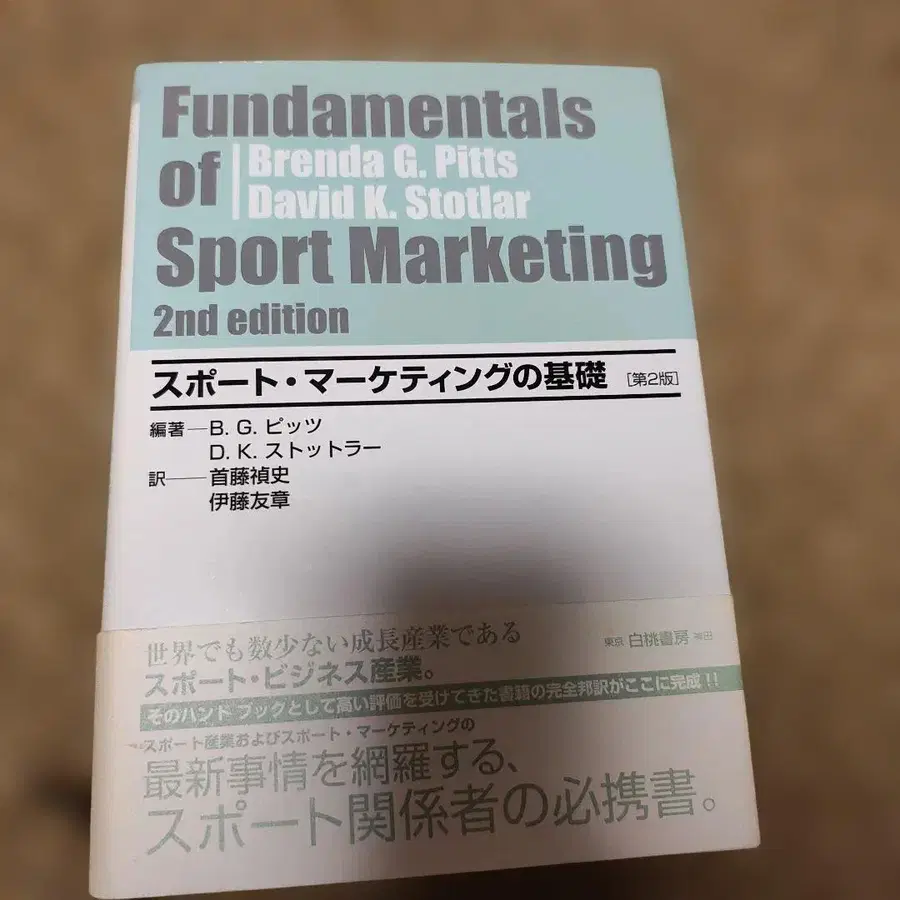 Fundamentals
of Brenda G. Pitts
David K. Stotlar
Sport Marketing
2nd edition
スポート・マーケティングの基礎 [第2版]
編著─B. G. ピッツ
D. K. ストットラー
訳──首藤禎史
伊藤友章
世界でも数少ない成長産業である
東京 白桃書房 神田
スポート・ビジネス産業。
そのハンドブックとして高い評価を受けてきた書籍の完全邦訳がここに完成!!
スポート産業およびスポート・マーケティングの
最新事情を網羅する、
スポート関係者の必携書。